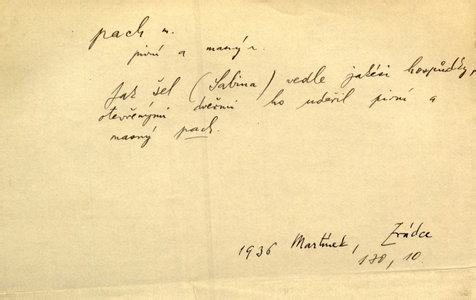 pach m.
pivní a masný p.
Jak šel (Sabina) vedle jakési hospůdky,
otevřenými dveřmi ho udeřil pivní a
masný pach.
1936 Martínek, Zrádce
178, 10.